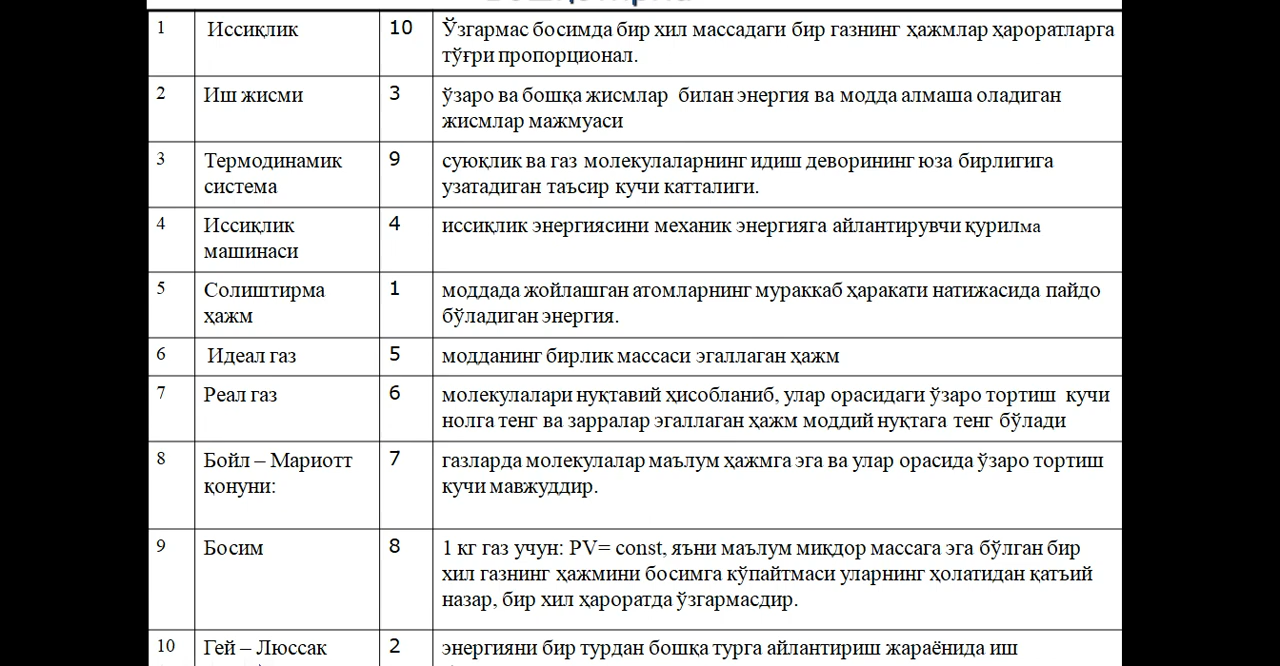 1 Иссиқлик 10 Ўзгармас босимда бир хил массадаги бир газнинг ҳажмлар ҳароратларга
тўғри пропорционал.
2 Иш жисми 3 ўзаро ва бошқа жисмлар билан энергия ва модда алмаша оладиган
жисмлар мажмуаси
3 Термодинамик 9 суюқлик ва газ молекулаларнинг идиш деворининг юза бирлигига
система узатадиган таъсир кучи катталиги.
4 Иссиқлик 4 иссиқлик энергиясини механик энергияга айлантирувчи қурилма
машинаси
5 Солиштирма 1 моддада жойлашган атомларнинг мураккаб ҳаракати натижасида пайдо
ҳажм бўладиган энергия.
6 Идеал газ 5 модданинг бирлик массаси эгаллаган ҳажм
7 Реал газ 6 молекулалари нуқтавий ҳисобланиб, улар орасидаги ўзаро тортиш кучи
нолга тенг ва зарралар эгаллаган ҳажм моддий нуқтага тенг бўлади
8 Бойл – Мариотт 7 газларда молекулалар маълум ҳажмга эга ва улар орасида ўзаро тортиш
қонуни: кучи мавжуддир.
9 Босим 8 1 кг газ учун: PV= const, яъни маълум миқдор массага эга бўлган бир
хил газнинг ҳажмини босимга кўпайтмаси уларнинг ҳолатидан қатъий
назар, бир хил ҳароратда ўзгармасдир.
10 Гей – Люссак 2 энергияни бир турдан бошқа турга айлантириш жараёнида иш